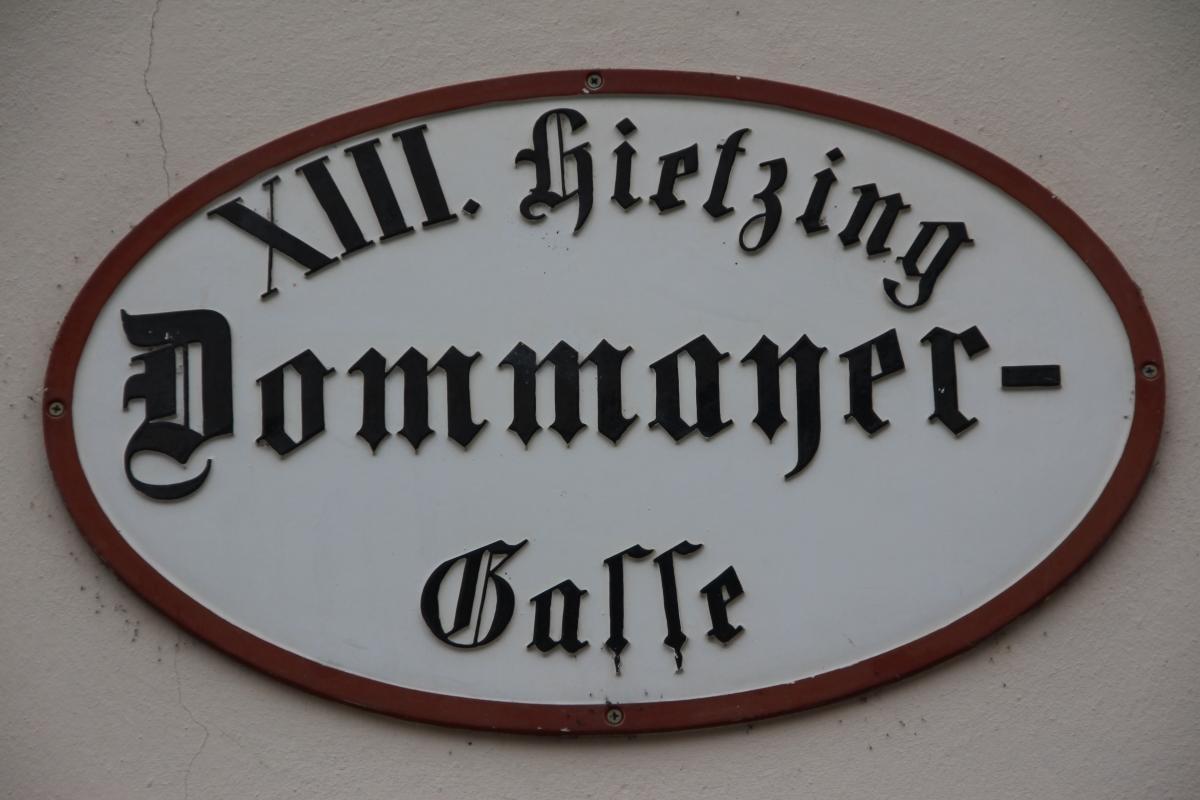 XIII. Hietzing
Dommayer-
Gasse